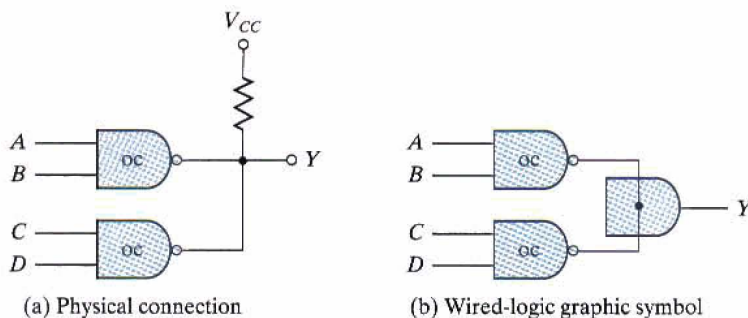 V_CC
A
B
OC
Y
C
D
OC
(a) Physical connection
A
B
OC
C
D
OC
Y
(b) Wired-logic graphic symbol